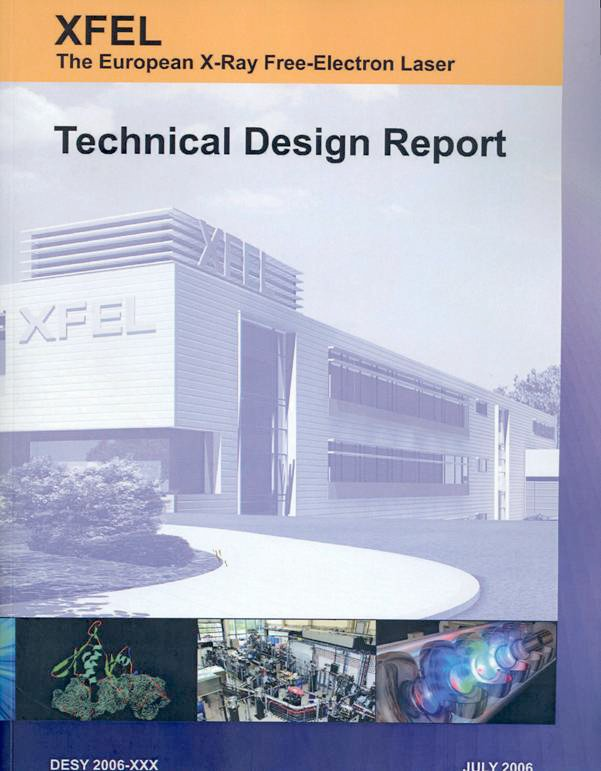 XFEL
The European X-Ray Free-Electron Laser
Technical Design Report
XFEL
XFEL
DESY 2006-XXX
JULY 2006